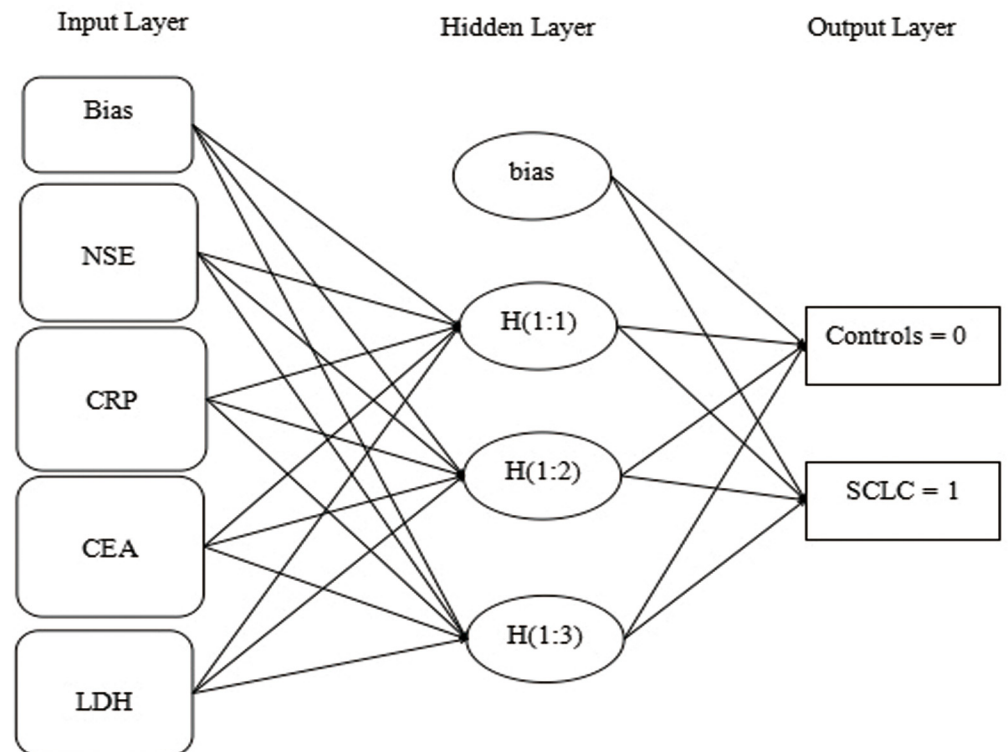 Input Layer
Hidden Layer
Output Layer
Bias
NSE
CRP
CEA
LDH
bias
H(1:1)
H(1:2)
H(1:3)
Controls = 0
SCLC = 1